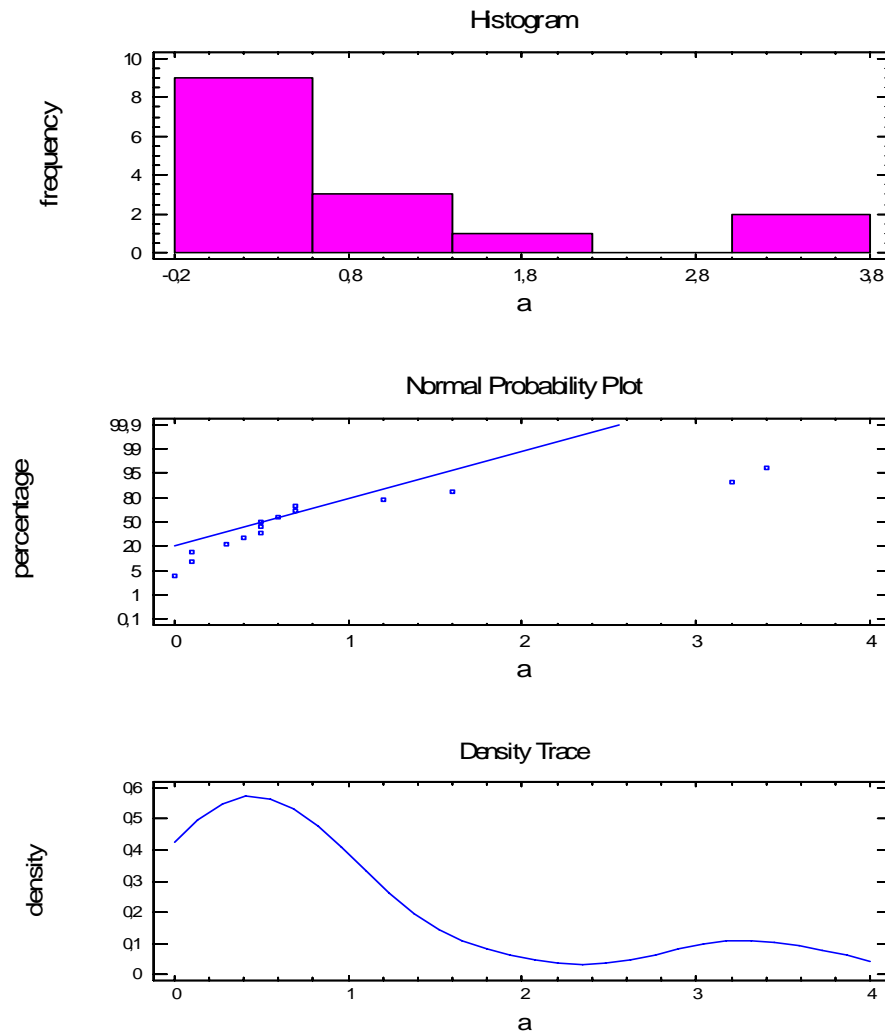 Histogram
frequency
10
8
6
4
2
0
-0,2 0,8 1,8 2,8 3,8
a
Normal Probability Plot
percentage
99,9
99
95
80
50
20
5
1
0,1
0 1 2 3 4
a
Density Trace
density
0,6
0,5
0,4
0,3
0,2
0,1
0
0 1 2 3 4
a